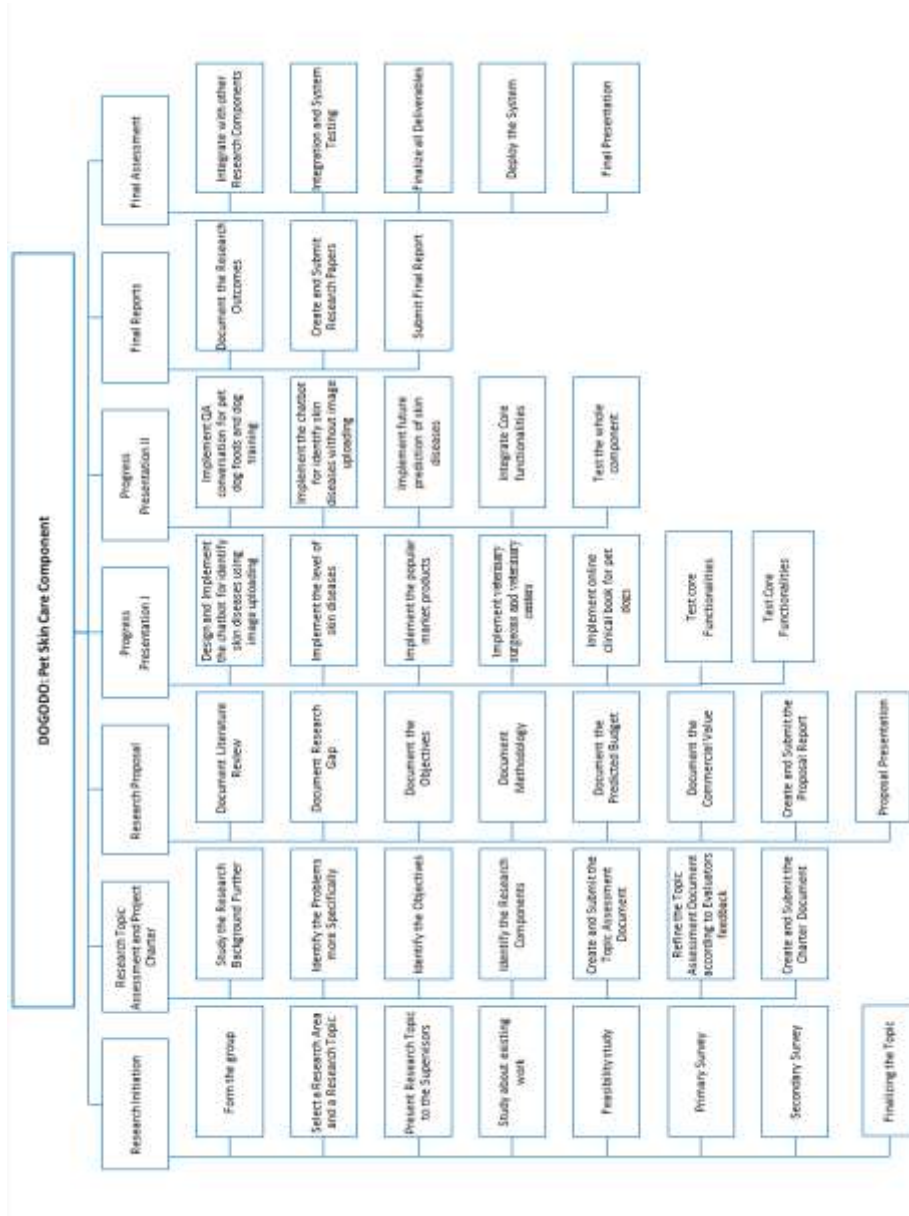 DOGODO: Pet Skin Care Component
Research Initiation
Form the group
Select a Research Area
and a Research Topic
Present Research Topic
to the Supervisors
Study about existing
work
Feasibility study
Primary Survey
Secondary Survey
Finalizing the Topic
Research Topic
Assessment and Project
Charter
Study the Research
Background Further
Identify the Problems
more Specifically
Identify the Objectives
Identify the Research
Components
Create and Submit the
Topic Assessment
Document
Refine the Topic
Assessment Document
according to Evaluators
feedback
Create and Submit the
Charter Document
Research Proposal
Document Literature
Review
Document Research
Gap
Document the
Objectives
Document
Methodology
Document the
Predicted Budget
Document the
Commercial Value
Create and Submit the
Proposal Report
Proposal Presentation
Progress
Presentation I
Design and Implement
the chatbot for identify
skin diseases using
image uploading
Implement the level of
skin diseases
Implement the popular
market products
Implement veterinary
surgeons and veterinary
centers
Implement online
clinical book for pet
dogs
Test core
Functionalities
Test Core
Functionalities
Progress
Presentation II
Implement QA
conversation for pet
dog foods and dog
training
Implement the chatbot
for identify skin
diseases without image
uploading
Implement future
prediction of skin
diseases
Integrate Core
functionalities
Test the whole
component
Final Reports
Document the Research
Outcomes
Create and Submit
Research Papers
Submit Final Report
Final Assessment
Integrate with other
Research Components
Integration and System
Testing
Finalize all Deliverables
Deploy the System
Final Presentation